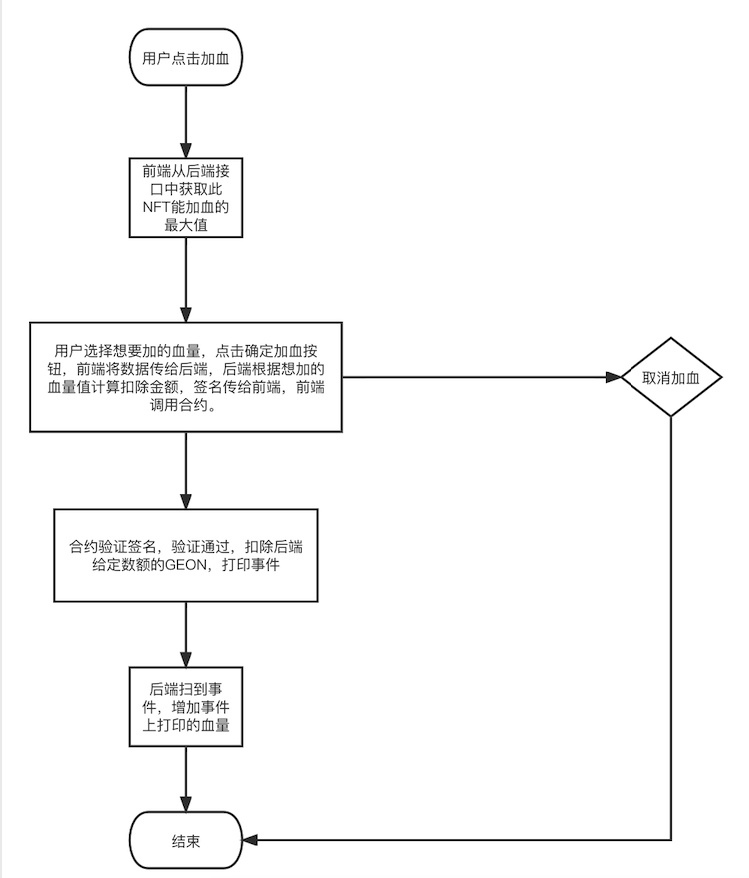 用户点击加血
前端从后端接
口中获取此
NFT能加血的
最大值
用户选择想要加的血量，点击确定加血按
钮，前端将数据传给后端，后端根据想加的
血量值计算扣除金额，签名传给前端，前端
调用合约。
取消加血
合约验证签名，验证通过，扣除后端
给定数额的GEON，打印事件
后端扫到事
件，增加事件
上打印的血量
结束